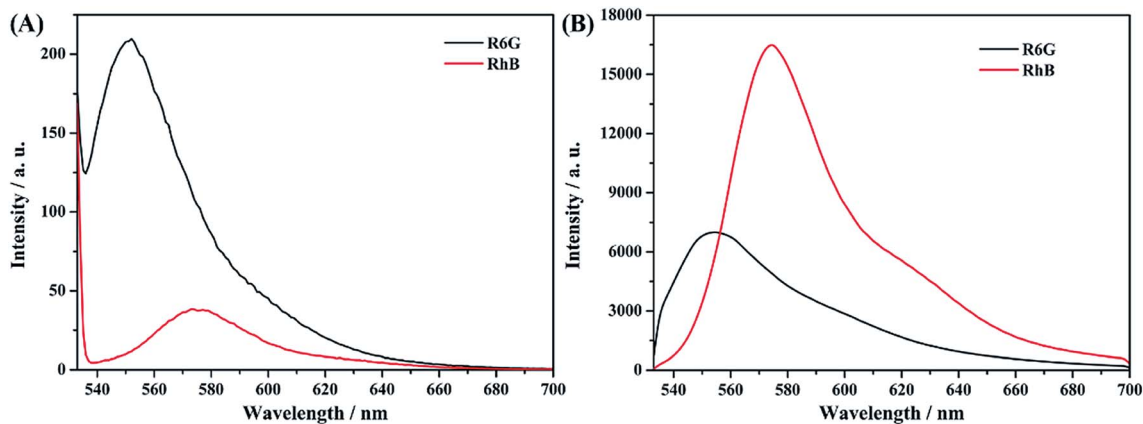 (A)
R6G
RhB
200
150
100
50
0
Intensity / a. u.
540 560 580 600 620 640 660 680 700
Wavelength / nm
(B)
R6G
RhB
18000
15000
12000
9000
6000
3000
0
Intensity / a. u.
540 560 580 600 620 640 660 680 700
Wavelength / nm